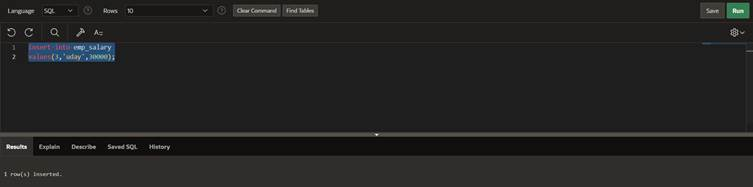 Language SQL Rows 10 Clear Command Find Tables Save Run
A
1 insert into emp_salary
2 values(3,'uday',30000);
Results Explain Describe Saved SQL History
1 row(s) inserted.